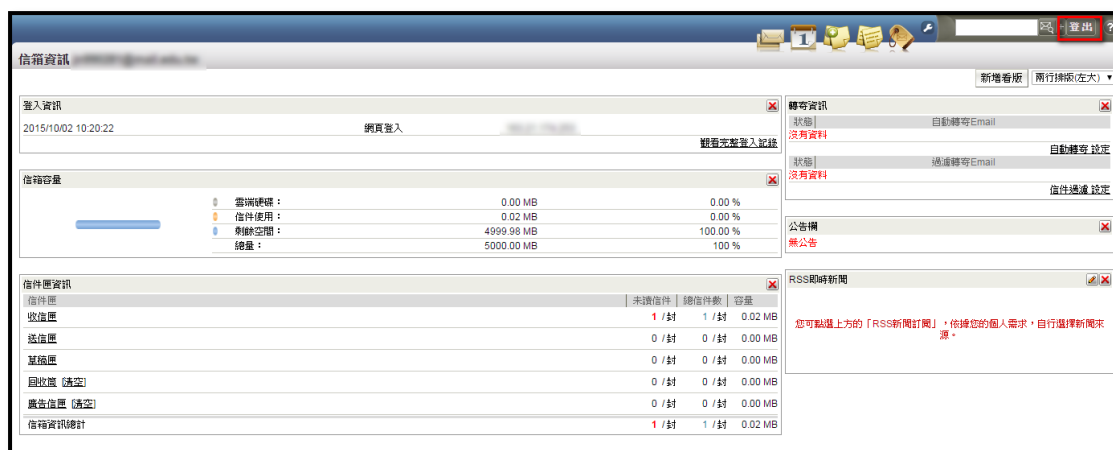 1
登出
?
信箱資訊
新增看版 兩行排版(左大)
登入資訊
2015/10/02 10:20:22 網頁登入
觀看完整登入記錄
信箱容量
雲端硬碟： 0.00 MB 0.00 %
信件使用： 0.02 MB 0.00 %
剩餘空間： 4999.98 MB 100.00 %
總量： 5000.00 MB 100 %
信件匣資訊
信件匣 未讀信件 總信件數 容量
收信匣 1 /封 1 /封 0.02 MB
送信匣 0 /封 0 /封 0.00 MB
草稿匣 0 /封 0 /封 0.00 MB
回收筒 [清空] 0 /封 0 /封 0.00 MB
廣告信匣 [清空] 0 /封 0 /封 0.00 MB
信箱資訊總計 1 /封 1 /封 0.02 MB
轉寄資訊
狀態 自動轉寄Email
沒有資料
自動轉寄 設定
狀態 過濾轉寄Email
沒有資料
信件過濾 設定
公告欄
無公告
RSS即時新聞
您可點選上方的「RSS新聞訂閱」，依據您的個人需求，自行選擇新聞來
源。